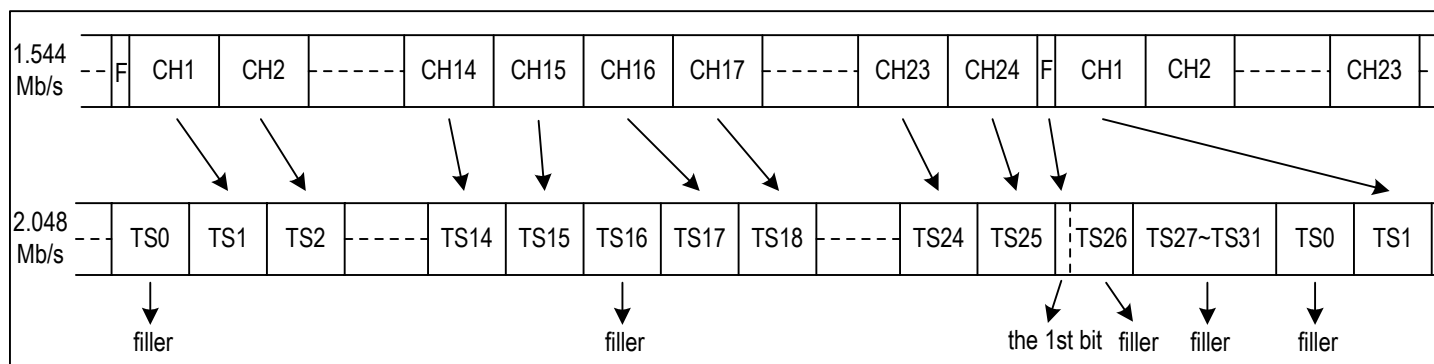 1.544
Mb/s
F CH1 CH2 CH14 CH15 CH16 CH17 CH23 CH24 F CH1 CH2 CH23
2.048
Mb/s
TS0 TS1 TS2 TS14 TS15 TS16 TS17 TS18 TS24 TS25 TS26 TS27~TS31 TS0 TS1
filler filler the 1st bit filler filler filler